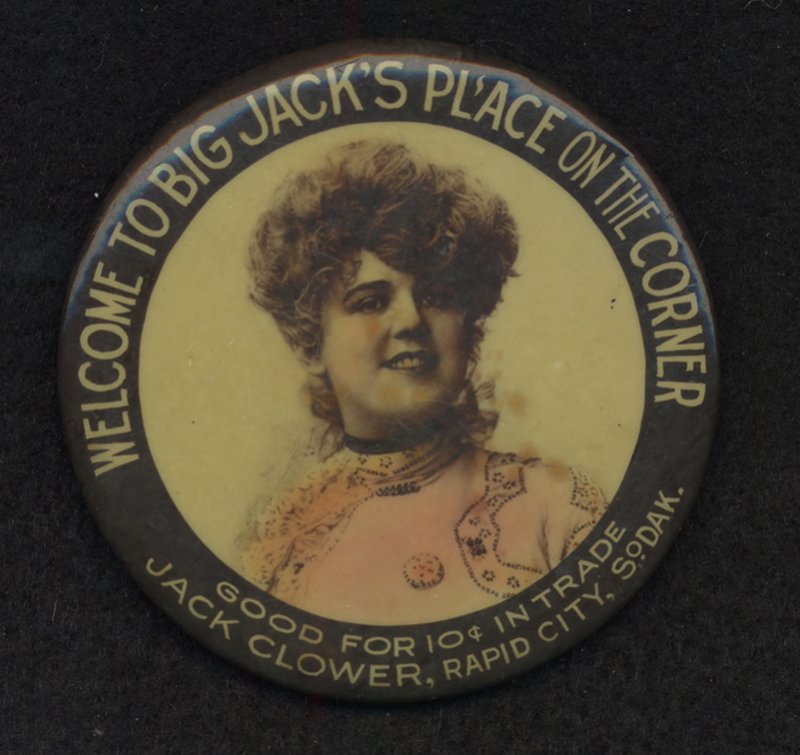 WELCOME TO BIG JACK'S PL'ACE ON THE CORNER
GOOD FOR 10¢ IN TRADE
JACK CLOWER, RAPID CITY, SO.DAK.